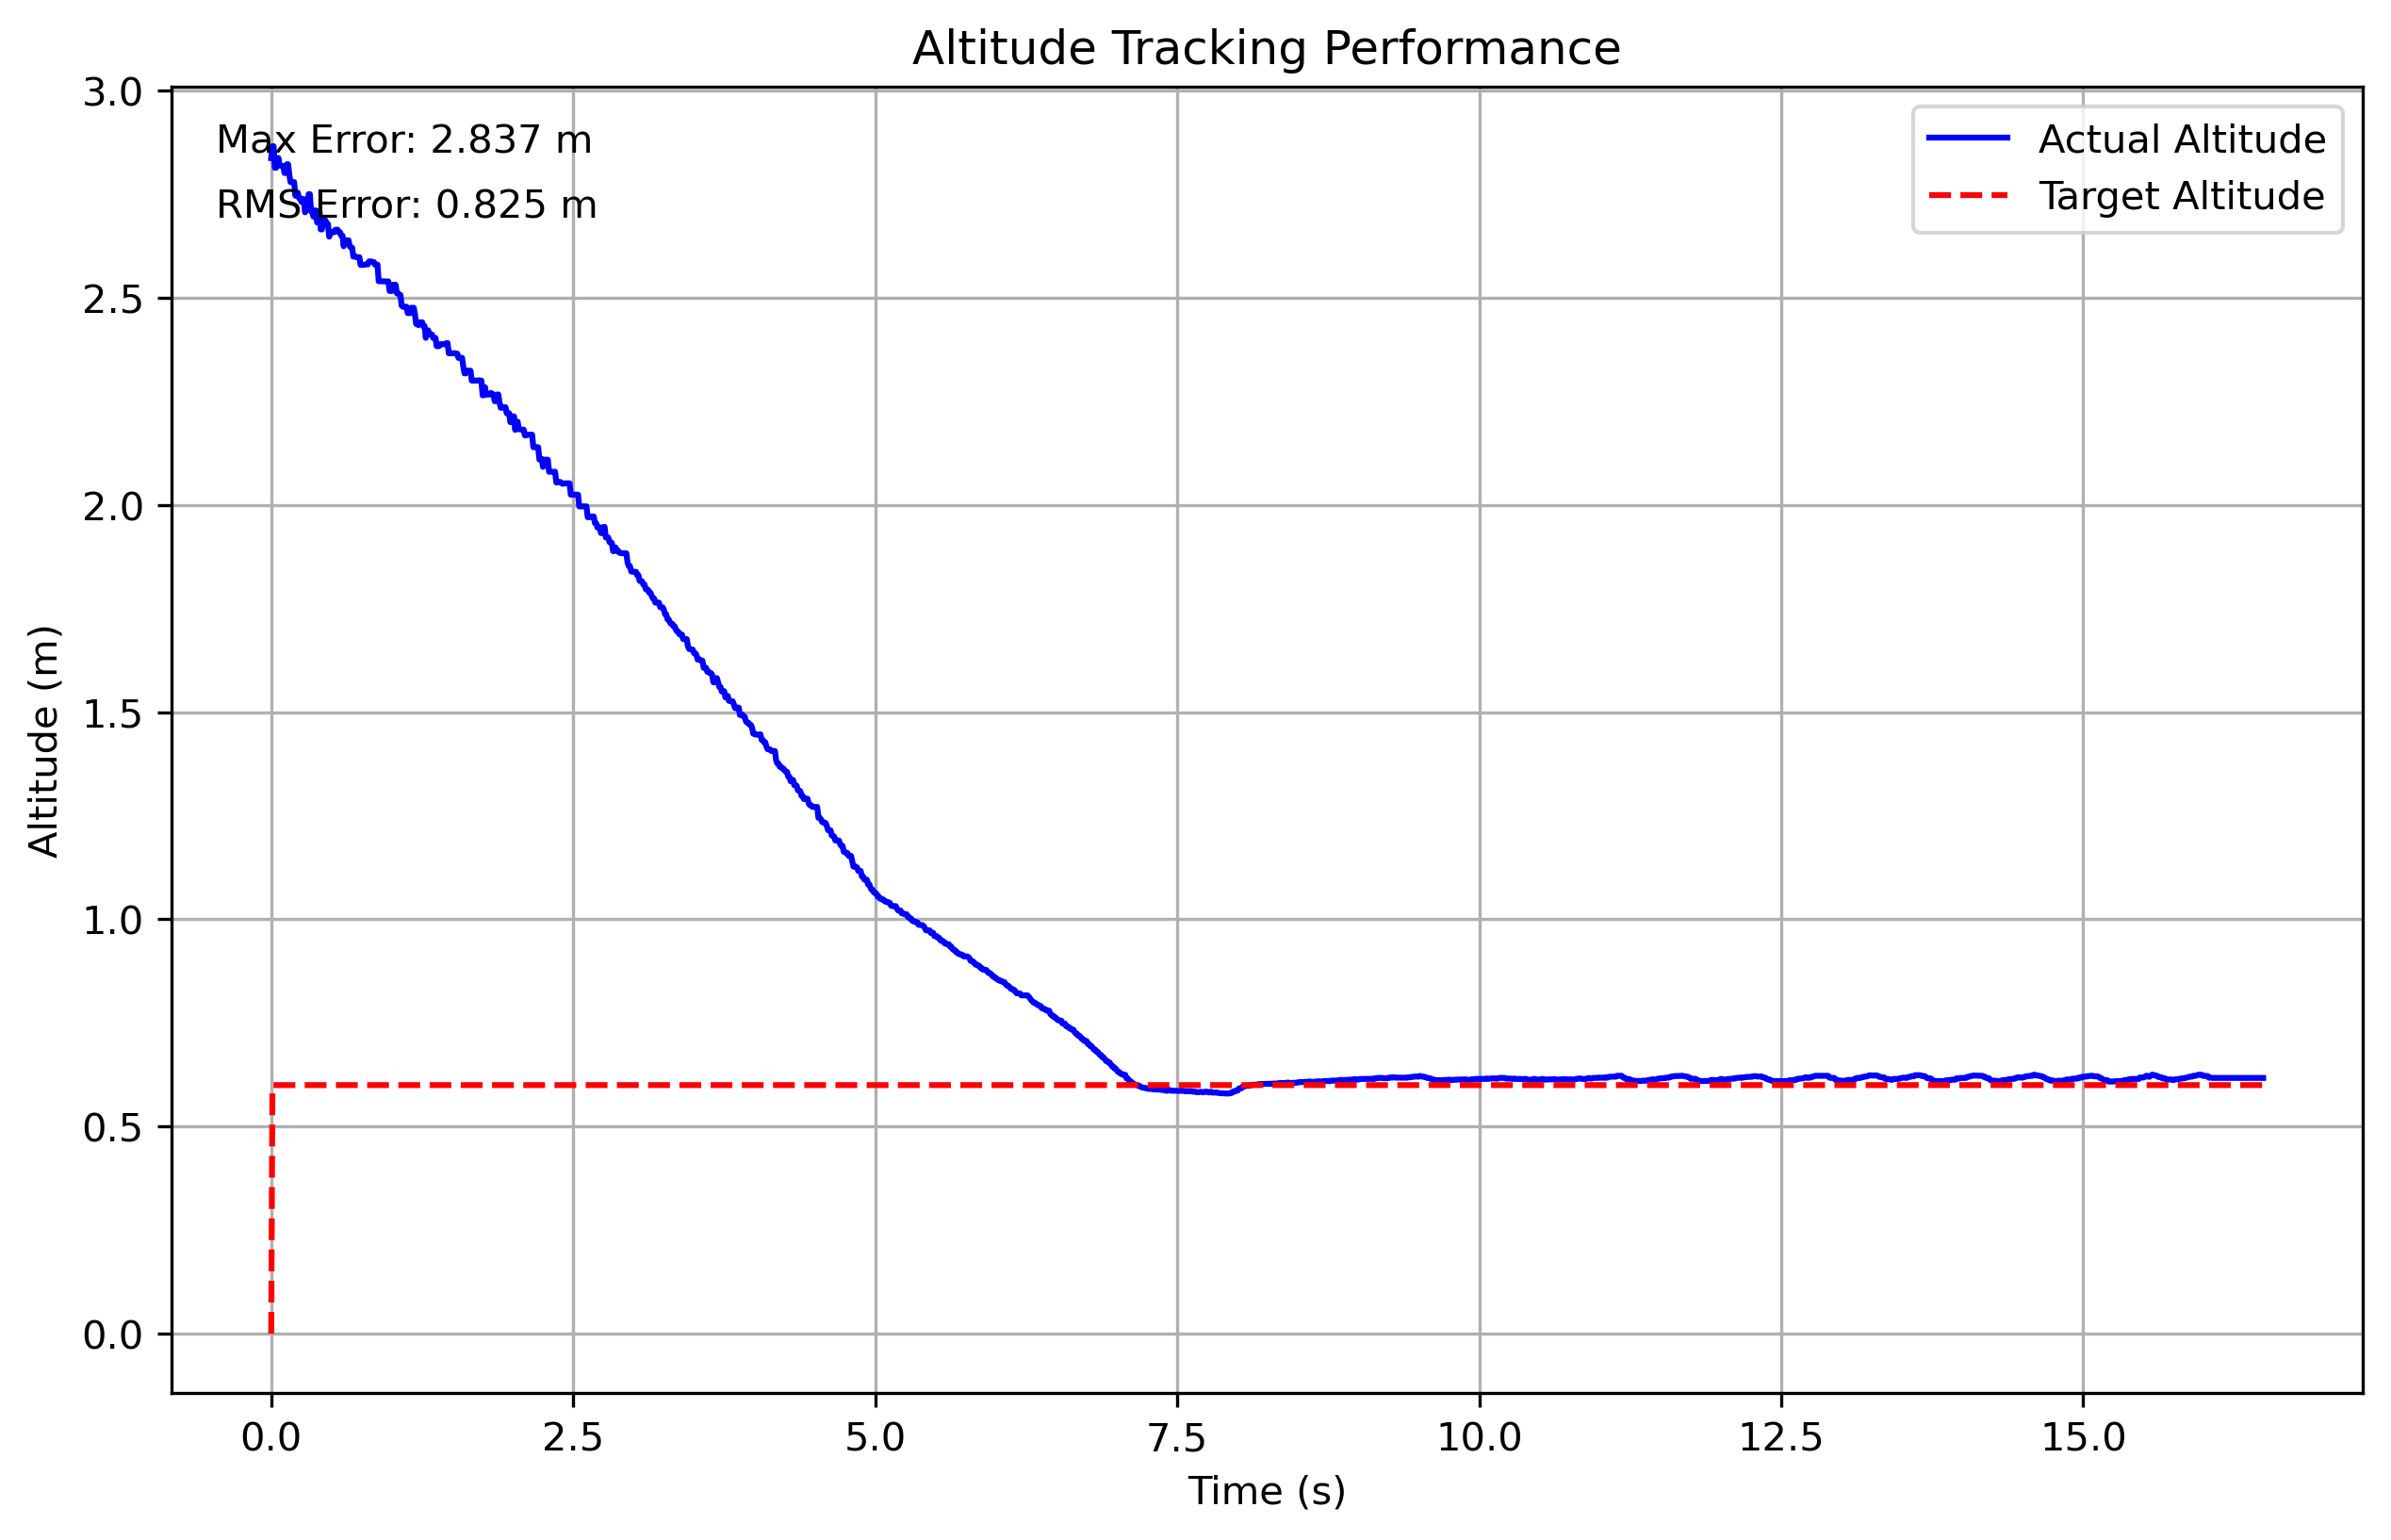 Altitude Tracking Performance
Max Error: 2.837 m
RMS Error: 0.825 m
Actual Altitude
Target Altitude
Altitude (m)
3.0
2.5
2.0
1.5
1.0
0.5
0.0
0.0 2.5 5.0 7.5 10.0 12.5 15.0
Time (s)